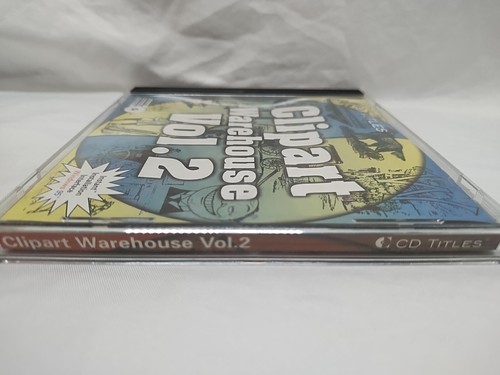 Clipart
Warehouse
Vol.2
Clipart Warehouse Vol.2
CD TITLES